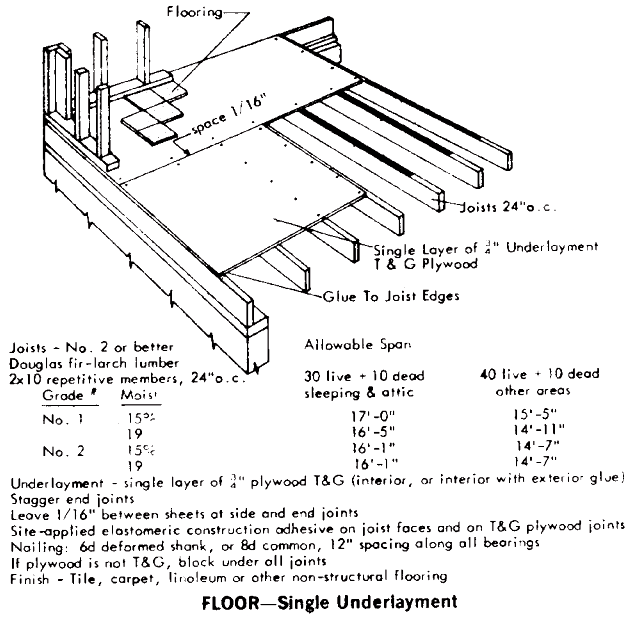 Flooring
space 1/16"
Joists 24"o.c.
Single Layer of 3/4" Underlayment
T & G Plywood
Glue To Joist Edges
Joists - No. 2 or better
Douglas fir-larch lumber
2x10 repetitive members, 24"o.c.
Allowable Span
30 live + 10 dead
sleeping & attic
40 live + 10 dead
other areas
Grade # Moist
No. 1 15% 17'-0" 15'-5"
19 16'-5" 14'-11"
No. 2 15% 16'-1" 14'-7"
19 16'-1" 14'-7"
Underlayment - single layer of 3/4" plywood T&G (interior, or interior with exterior glue)
Stagger end joints
Leave 1/16" between sheets at side and end joints
Site-applied elastomeric construction adhesive on joist faces and on T&G plywood joints
Nailing: 6d deformed shank, or 8d common, 12" spacing along all bearings
If plywood is not T&G, block under all joints
Finish - Tile, carpet, linoleum or other non-structural flooring
FLOOR—Single Underlayment